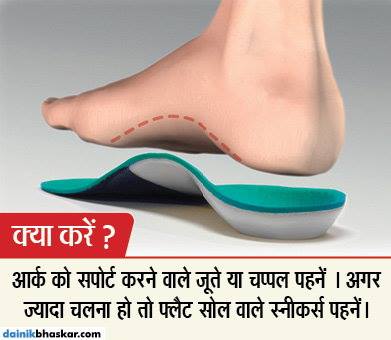 क्या करें ?
आर्क को सपोर्ट करने वाले जूते या चप्पल पहनें । अगर
ज्यादा चलना हो तो फ्लैट सोल वाले स्नीकर्स पहनें।
dainikbhaskar.com